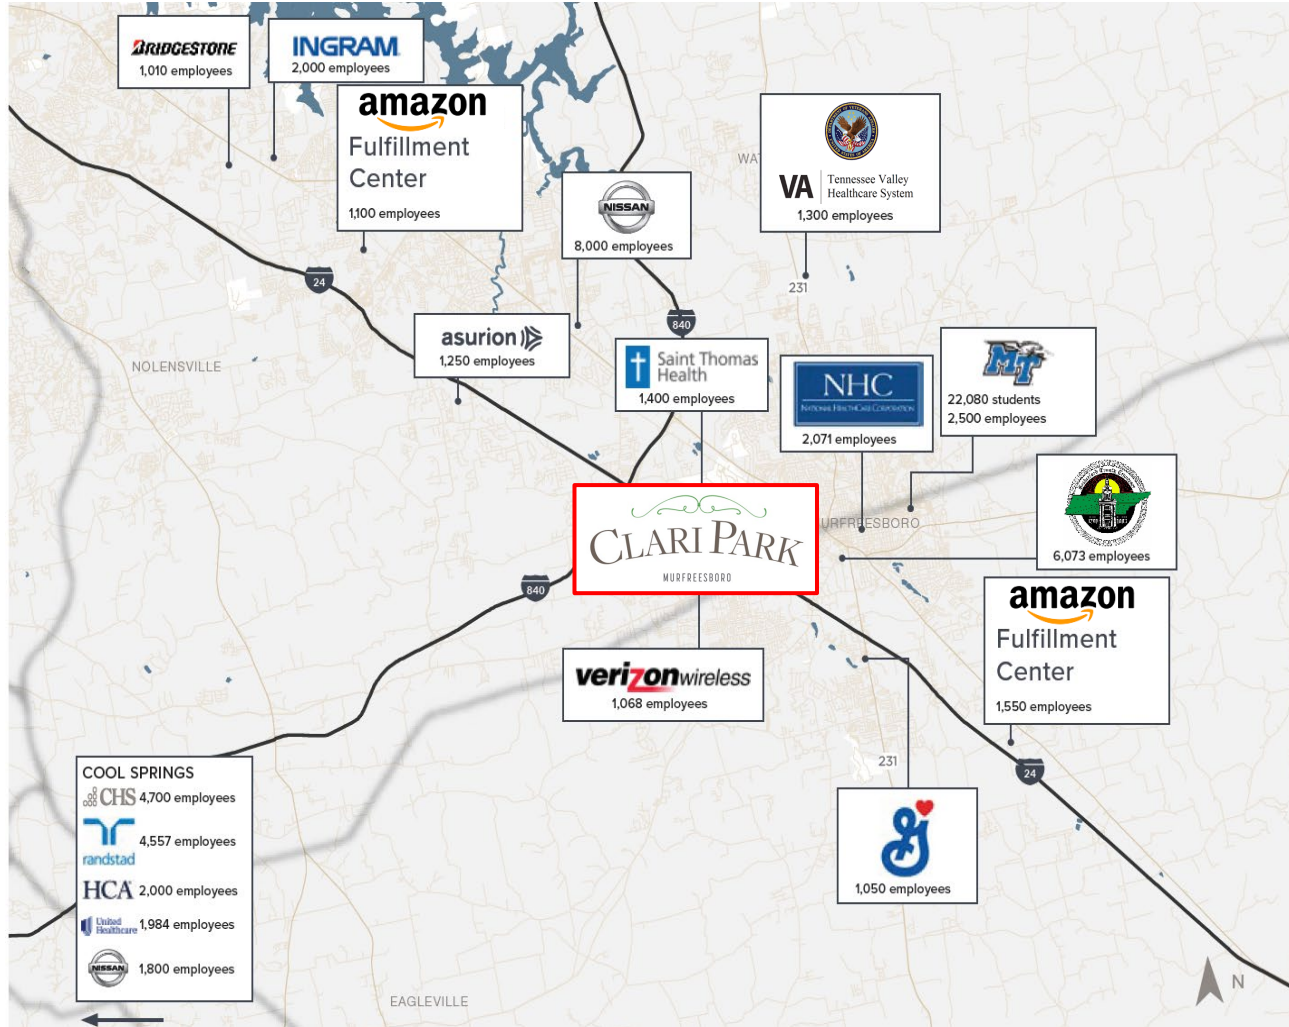 BRIDGESTONE
1,010 employees
INGRAM
2,000 employees
amazon
Fulfillment
Center
1,100 employees
NISSAN
8,000 employees
WAT
VA
Tennessee Valley
Healthcare System
1,300 employees
231
24
840
NOLENSVILLE
asurion
1,250 employees
Saint Thomas
Health
1,400 employees
NHC
NATIONAL HEALTHCARE CORPORATION
2,071 employees
MT
22,080 students
2,500 employees
6,073 employees
URFREESBORO
CLARI PARK
MURFREESBORO
840
verizonwireless
1,068 employees
amazon
Fulfillment
Center
1,550 employees
24
231
1,050 employees
COOL SPRINGS
CHS 4,700 employees
randstad
4,557 employees
HCA 2,000 employees
United
Healthcare
1,984 employees
NISSAN
1,800 employees
EAGLEVILLE
N